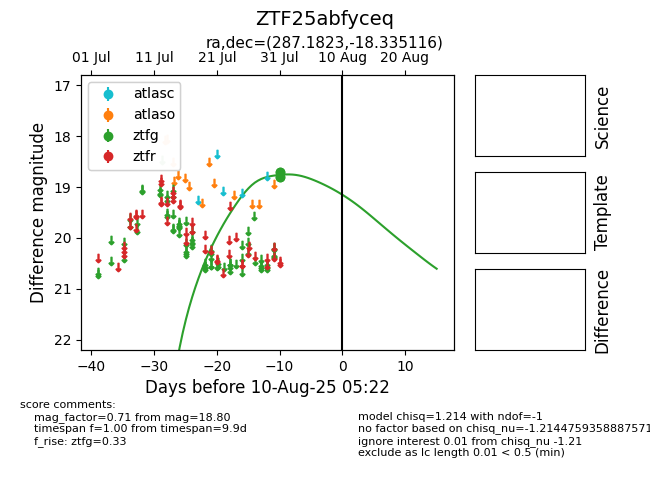 ZTF25abfyceq
ra,dec=(287.1823,-18.335116)
01 Jul 11 Jul 21 Jul 31 Jul 10 Aug 20 Aug
atlasc
atlaso
ztfg
ztfr
17
18
19
20
21
22
Difference magnitude
−40 −30 −20 −10 0 10
Days before 10-Aug-25 05:22
Science
Template
Difference
score comments:
mag_factor=0.71 from mag=18.80
timespan f=1.00 from timespan=9.9d
f_rise: ztfg=0.33
model chisq=1.214 with ndof=-1
no factor based on chisq_nu=-1.2144759358887571
ignore interest 0.01 from chisq_nu -1.21
exclude as lc length 0.01 < 0.5 (min)